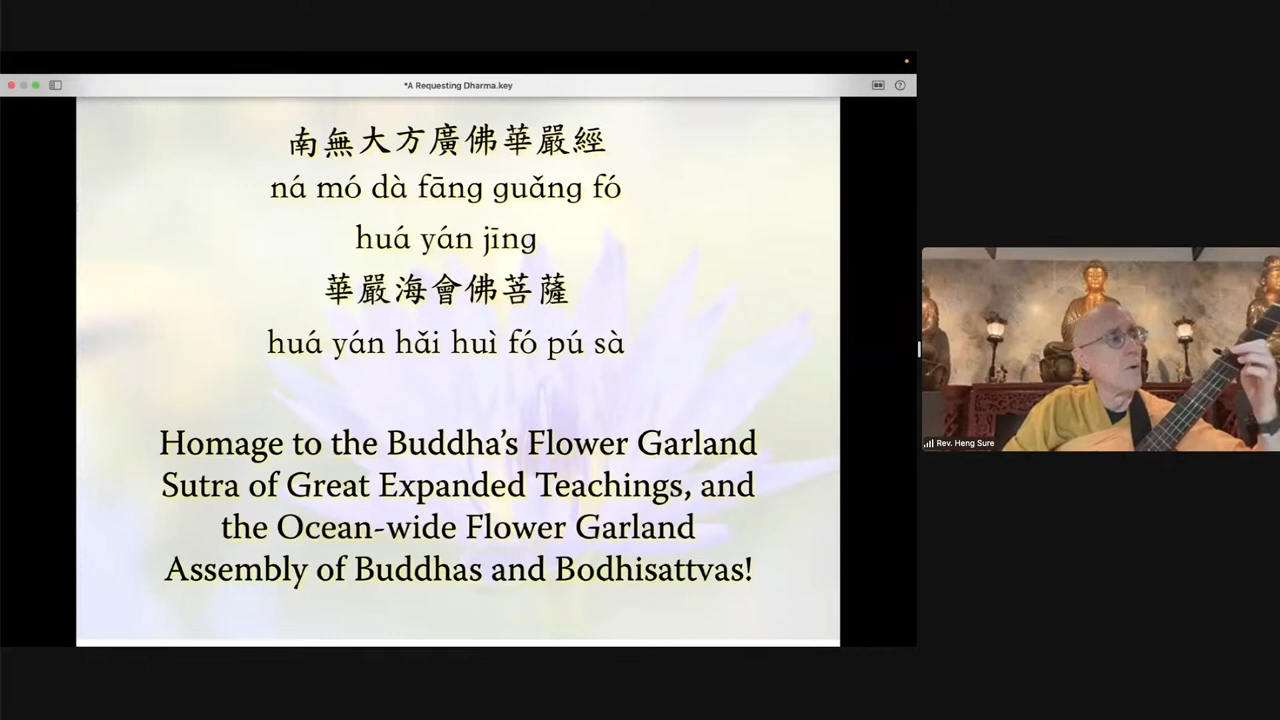 *A Requesting Dharma.key
南無大方廣佛華嚴經
ná mó dà fāng guǎng fó
huá yán jīng
華嚴海會佛菩薩
huá yán hǎi huì fó pú sà
Homage to the Buddha’s Flower Garland
Sutra of Great Expanded Teachings, and
the Ocean-wide Flower Garland
Assembly of Buddhas and Bodhisattvas!
Rev. Heng Sure